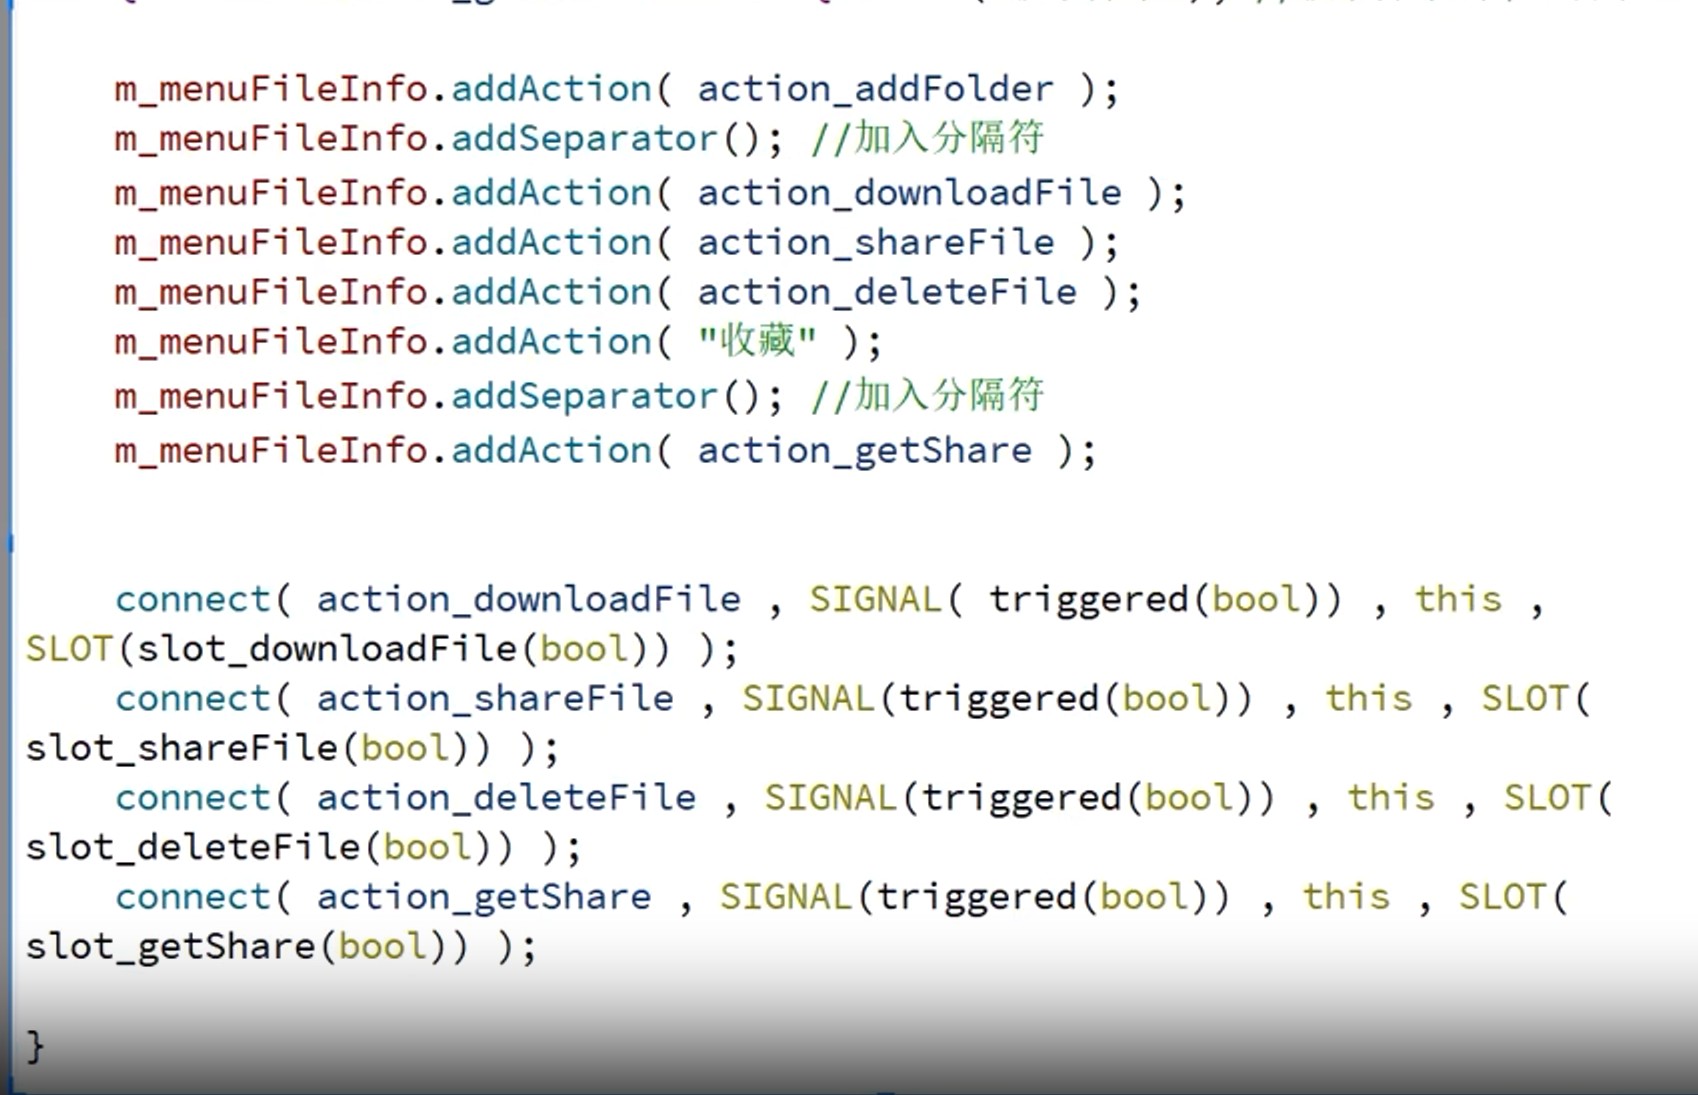 m_menuFileInfo.addAction( action_addFolder );
m_menuFileInfo.addSeparator(); //加入分隔符
m_menuFileInfo.addAction( action_downloadFile );
m_menuFileInfo.addAction( action_shareFile );
m_menuFileInfo.addAction( action_deleteFile );
m_menuFileInfo.addAction( "收藏" );
m_menuFileInfo.addSeparator(); //加入分隔符
m_menuFileInfo.addAction( action_getShare );
connect( action_downloadFile , SIGNAL( triggered(bool)) , this ,
SLOT(slot_downloadFile(bool)) );
connect( action_shareFile , SIGNAL(triggered(bool)) , this , SLOT(
slot_shareFile(bool)) );
connect( action_deleteFile , SIGNAL(triggered(bool)) , this , SLOT(
slot_deleteFile(bool)) );
connect( action_getShare , SIGNAL(triggered(bool)) , this , SLOT(
slot_getShare(bool)) );
}